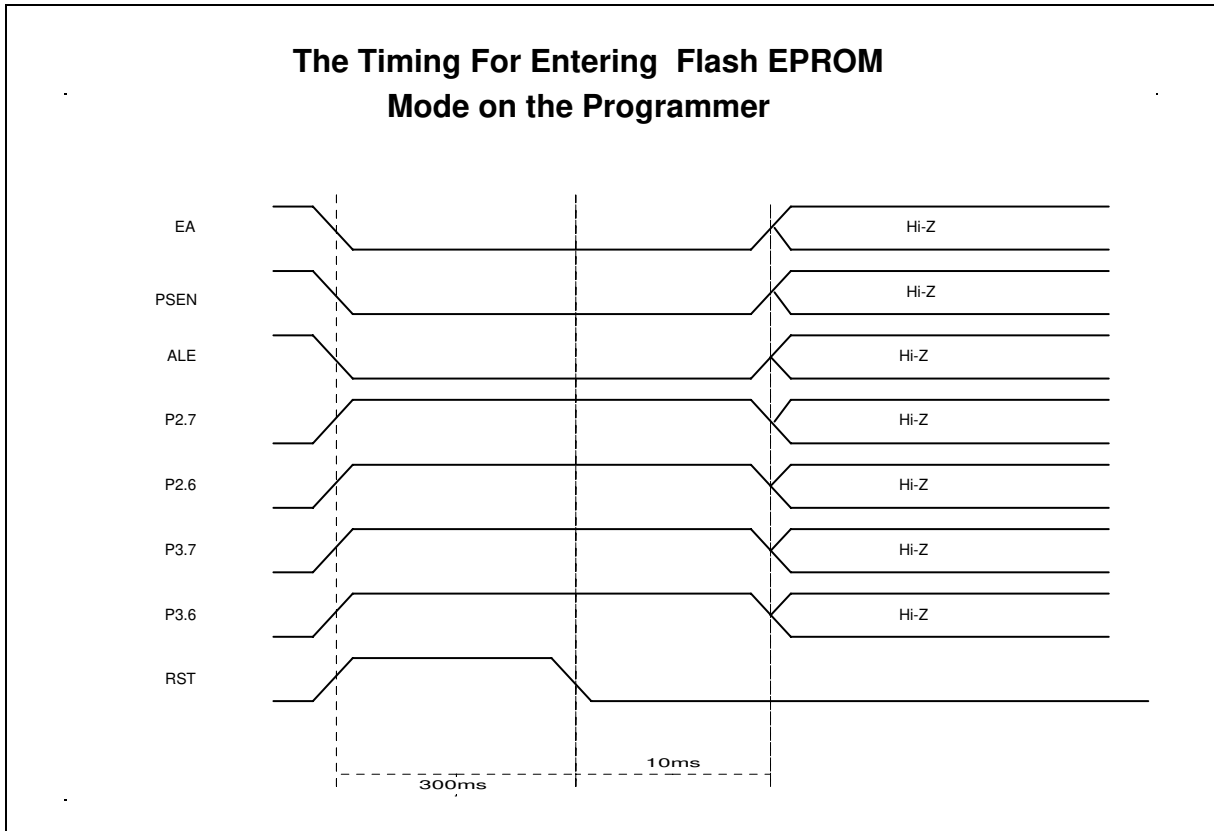 The Timing For Entering Flash EPROM
Mode on the Programmer
EA
Hi-Z
PSEN
Hi-Z
ALE
Hi-Z
P2.7
Hi-Z
P2.6
Hi-Z
P3.7
Hi-Z
P3.6
Hi-Z
RST
10ms
300ms